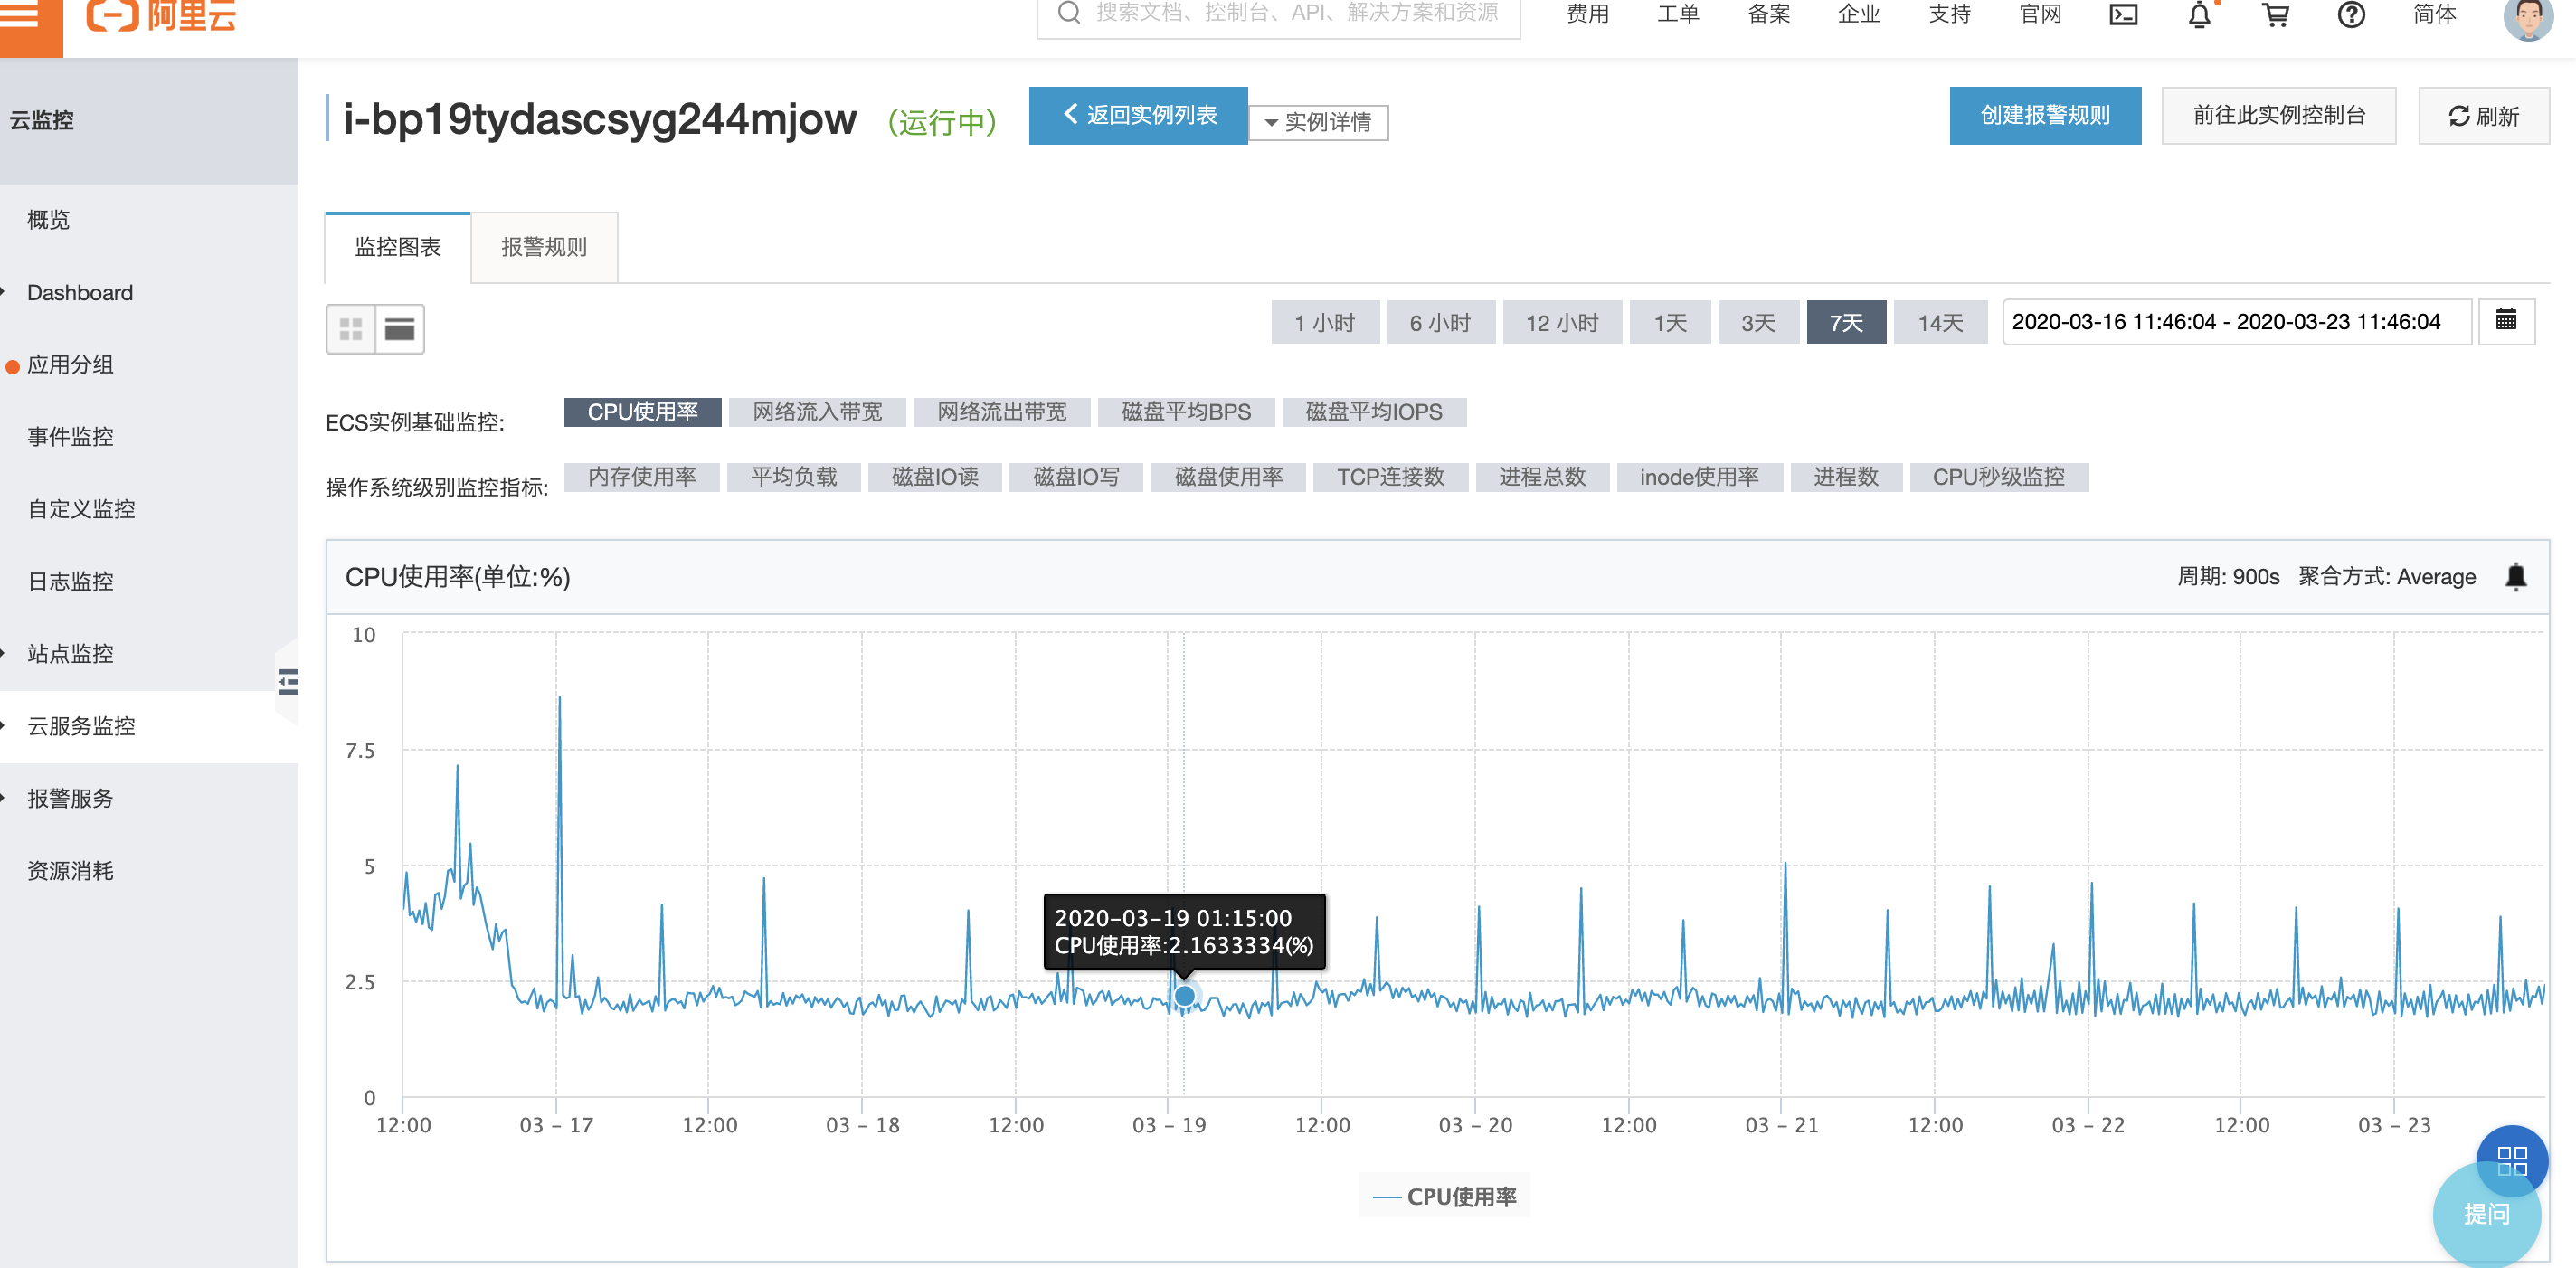 阿里云
搜索文档、控制台、API、解决方案和资源
费用 工单 备案 企业 支持 官网 简体
云监控
概览
Dashboard
应用分组
事件监控
自定义监控
日志监控
站点监控
云服务监控
报警服务
资源消耗
i-bp19tydascsyg244mjow （运行中） 返回实例列表 实例详情 创建报警规则 前往此实例控制台 刷新
监控图表 报警规则
1 小时 6 小时 12 小时 1天 3天 7天 14天 2020-03-16 11:46:04 - 2020-03-23 11:46:04
ECS实例基础监控: CPU使用率 网络流入带宽 网络流出带宽 磁盘平均BPS 磁盘平均IOPS
操作系统级别监控指标: 内存使用率 平均负载 磁盘IO读 磁盘IO写 磁盘使用率 TCP连接数 进程总数 inode使用率 进程数 CPU秒级监控
CPU使用率(单位:%) 周期: 900s 聚合方式: Average
10
7.5
5
2.5
0
2020-03-19 01:15:00
CPU使用率:2.1633334(%)
12:00 03 - 17 12:00 03 - 18 12:00 03 - 19 12:00 03 - 20 12:00 03 - 21 12:00 03 - 22 12:00 03 - 23
CPU使用率
提问